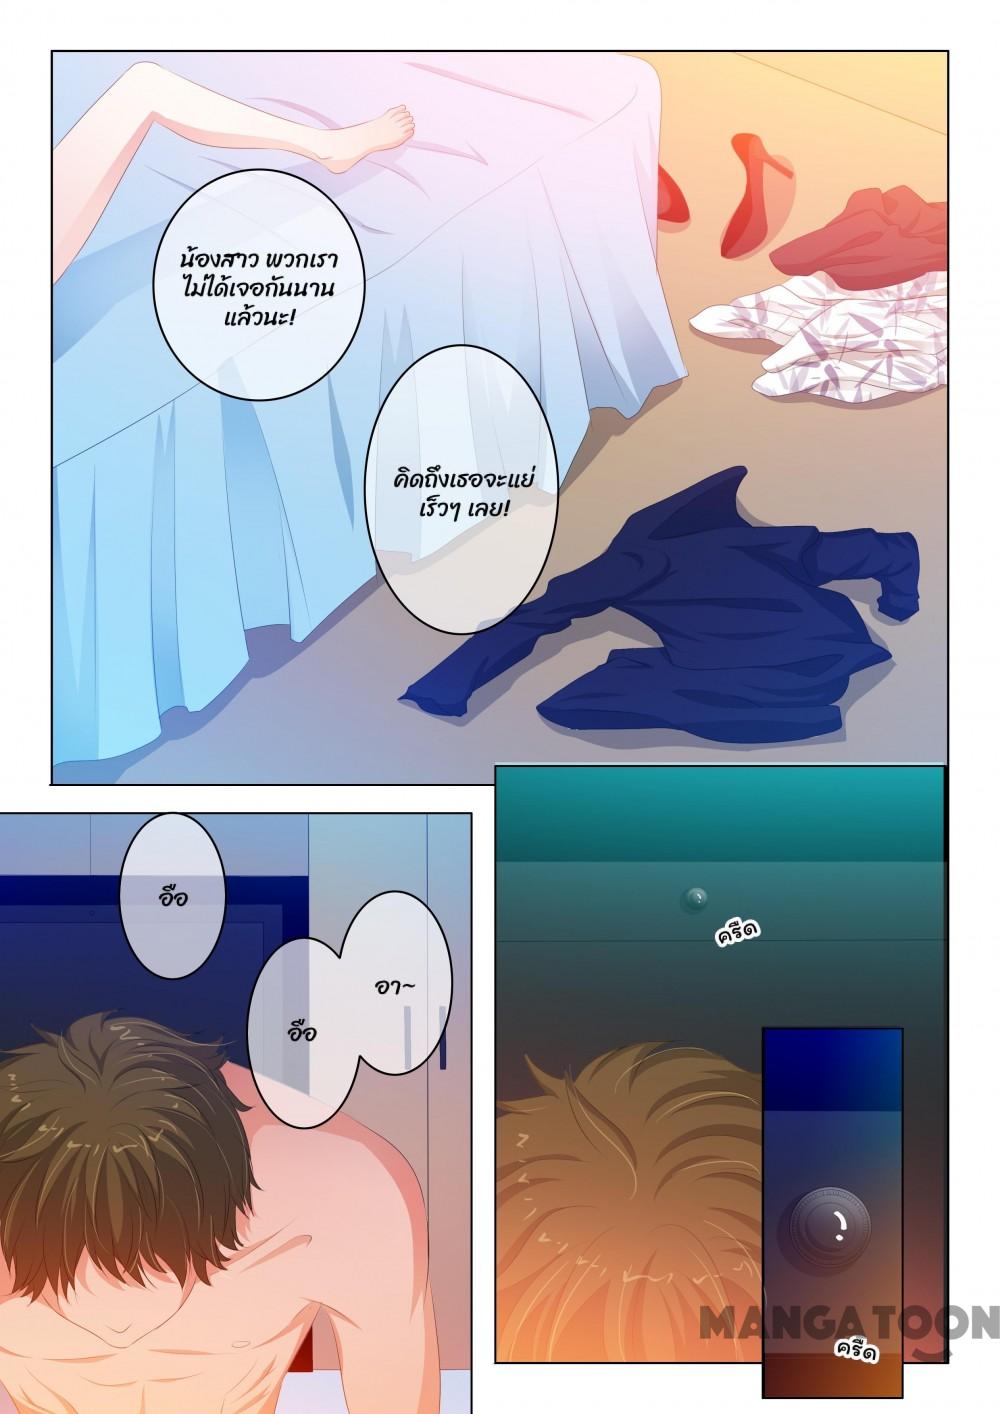 น้องสาว พวกเรา
ไม่ได้เจอกันนาน
แล้วนะ!
คิดถึงเธอจะแย่
เร็วๆ เลย!
อือ
อา~
อือ
ครืด
ครืด
MANGATOON